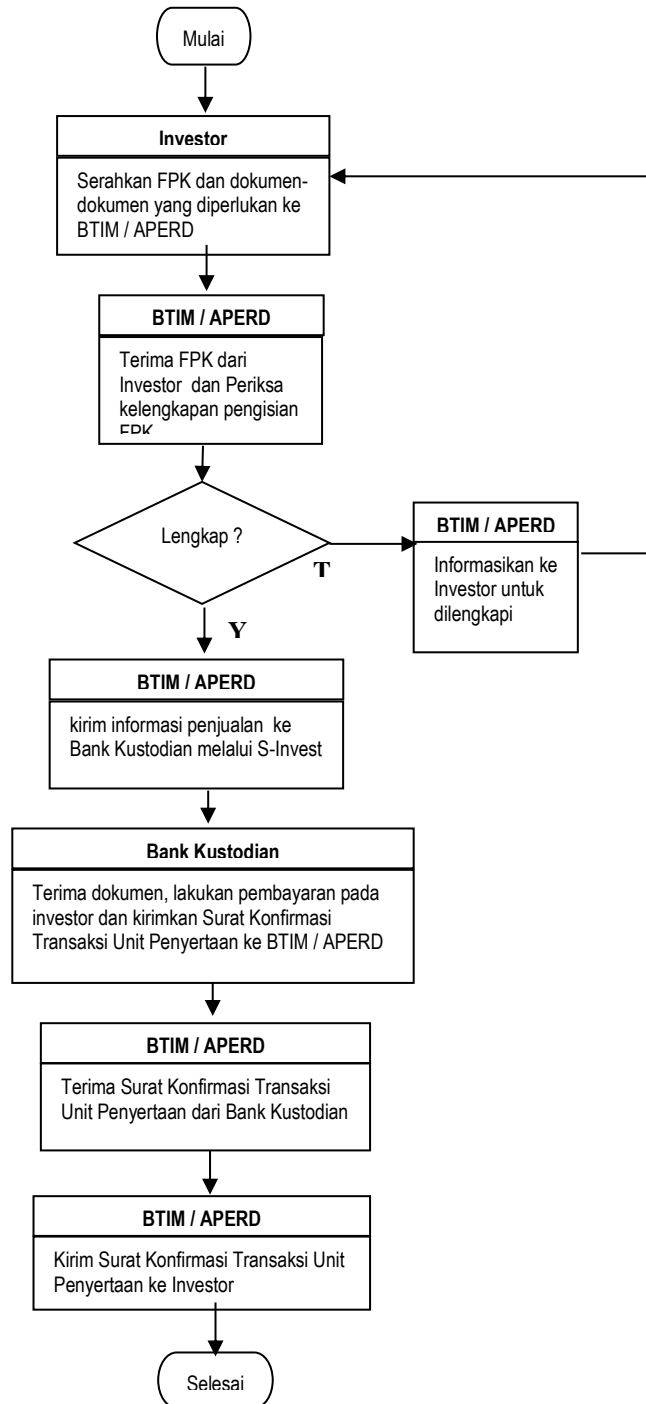 Mulai
Investor
Serahkan FPK dan dokumen-
dokumen yang diperlukan ke
BTIM / APERD
BTIM / APERD
Terima FPK dari
Investor dan Periksa
kelengkapan pengisian
FPK
Lengkap ?
T
BTIM / APERD
Informasikan ke
Investor untuk
dilengkapi
Y
BTIM / APERD
kirim informasi penjualan ke
Bank Kustodian melalui S-Invest
Bank Kustodian
Terima dokumen, lakukan pembayaran pada
investor dan kirimkan Surat Konfirmasi
Transaksi Unit Penyertaan ke BTIM / APERD
BTIM / APERD
Terima Surat Konfirmasi Transaksi
Unit Penyertaan dari Bank Kustodian
BTIM / APERD
Kirim Surat Konfirmasi Transaksi Unit
Penyertaan ke Investor
Selesai